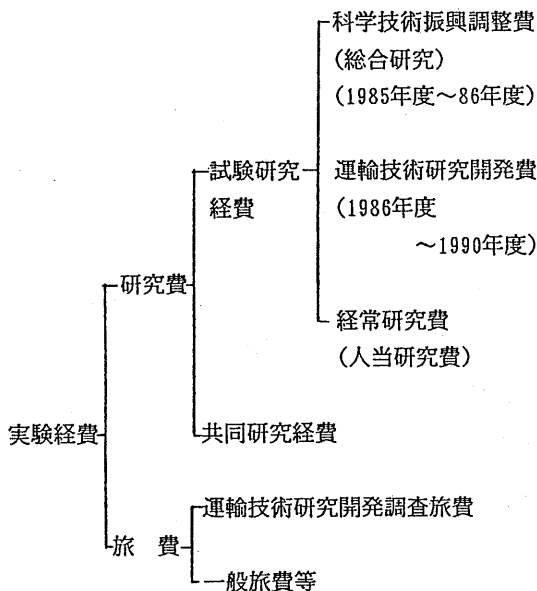 科学技術振興調整費
(総合研究)
(1985年度～86年度)
試験研究
経費
運輸技術研究開発費
(1986年度
～1990年度)
研究費
経常研究費
(人当研究費)
実験経費
共同研究経費
運輸技術研究開発調査旅費
旅　費
一般旅費等